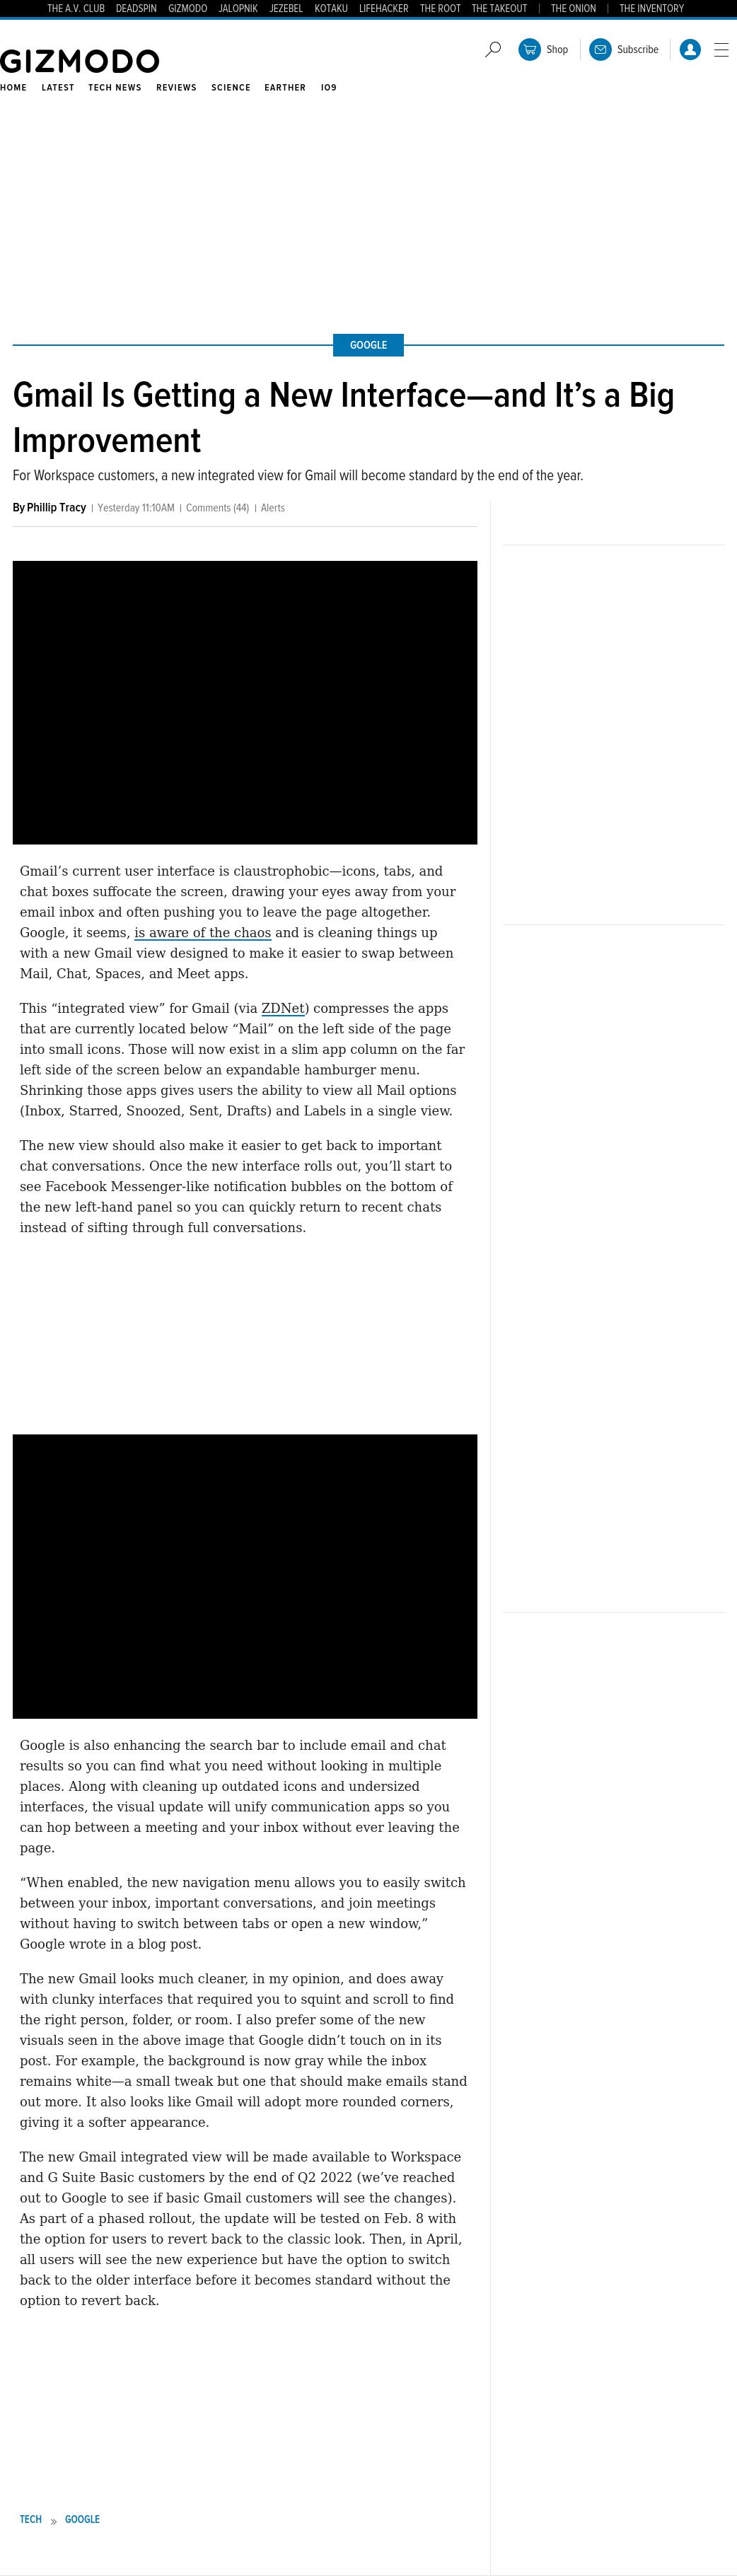 THE A.V. CLUB DEADSPIN GIZMODO JALOPNIK JEZEBEL KOTAKU LIFEHACKER THE ROOT THE TAKEOUT THE ONION THE INVENTORY
GIZMODO
Shop
Subscribe
HOME LATEST TECH NEWS REVIEWS SCIENCE EARTHER IO9
GOOGLE
Gmail Is Getting a New Interface—and It’s a Big
Improvement
For Workspace customers, a new integrated view for Gmail will become standard by the end of the year.
By Phillip Tracy | Yesterday 11:10AM | Comments (44) | Alerts
Gmail’s current user interface is claustrophobic—icons, tabs, and
chat boxes suffocate the screen, drawing your eyes away from your
email inbox and often pushing you to leave the page altogether.
Google, it seems, is aware of the chaos and is cleaning things up
with a new Gmail view designed to make it easier to swap between
Mail, Chat, Spaces, and Meet apps.
This “integrated view” for Gmail (via ZDNet) compresses the apps
that are currently located below “Mail” on the left side of the page
into small icons. Those will now exist in a slim app column on the far
left side of the screen below an expandable hamburger menu.
Shrinking those apps gives users the ability to view all Mail options
(Inbox, Starred, Snoozed, Sent, Drafts) and Labels in a single view.
The new view should also make it easier to get back to important
chat conversations. Once the new interface rolls out, you’ll start to
see Facebook Messenger-like notification bubbles on the bottom of
the new left-hand panel so you can quickly return to recent chats
instead of sifting through full conversations.
Google is also enhancing the search bar to include email and chat
results so you can find what you need without looking in multiple
places. Along with cleaning up outdated icons and undersized
interfaces, the visual update will unify communication apps so you
can hop between a meeting and your inbox without ever leaving the
page.
“When enabled, the new navigation menu allows you to easily switch
between your inbox, important conversations, and join meetings
without having to switch between tabs or open a new window,”
Google wrote in a blog post.
The new Gmail looks much cleaner, in my opinion, and does away
with clunky interfaces that required you to squint and scroll to find
the right person, folder, or room. I also prefer some of the new
visuals seen in the above image that Google didn’t touch on in its
post. For example, the background is now gray while the inbox
remains white—a small tweak but one that should make emails stand
out more. It also looks like Gmail will adopt more rounded corners,
giving it a softer appearance.
The new Gmail integrated view will be made available to Workspace
and G Suite Basic customers by the end of Q2 2022 (we’ve reached
out to Google to see if basic Gmail customers will see the changes).
As part of a phased rollout, the update will be tested on Feb. 8 with
the option for users to revert back to the classic look. Then, in April,
all users will see the new experience but have the option to switch
back to the older interface before it becomes standard without the
option to revert back.
TECH » GOOGLE